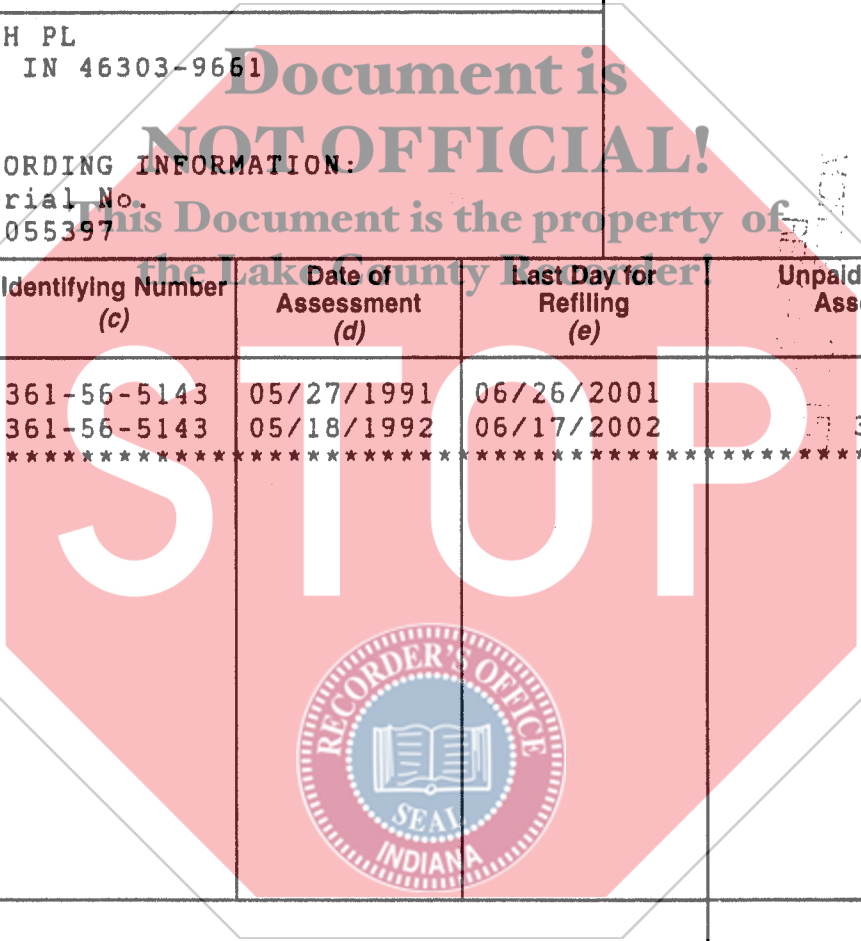 H PL
IN 46303-9661
Document is
NOT OFFICIAL!
ORDING INFORMATION:
rial No.
This Document is the property of
055397
the Lake County Recorder!
Identifying Number
(c)
Date of
Assessment
(d)
Last Day for
Refiling
(e)
Unpaid
Asse
361-56-5143 05/27/1991 06/26/2001
361-56-5143 05/18/1992 06/17/2002 3
*********************************************
STOP
RECORDER'S OFFICE
SEAL
INDIANA